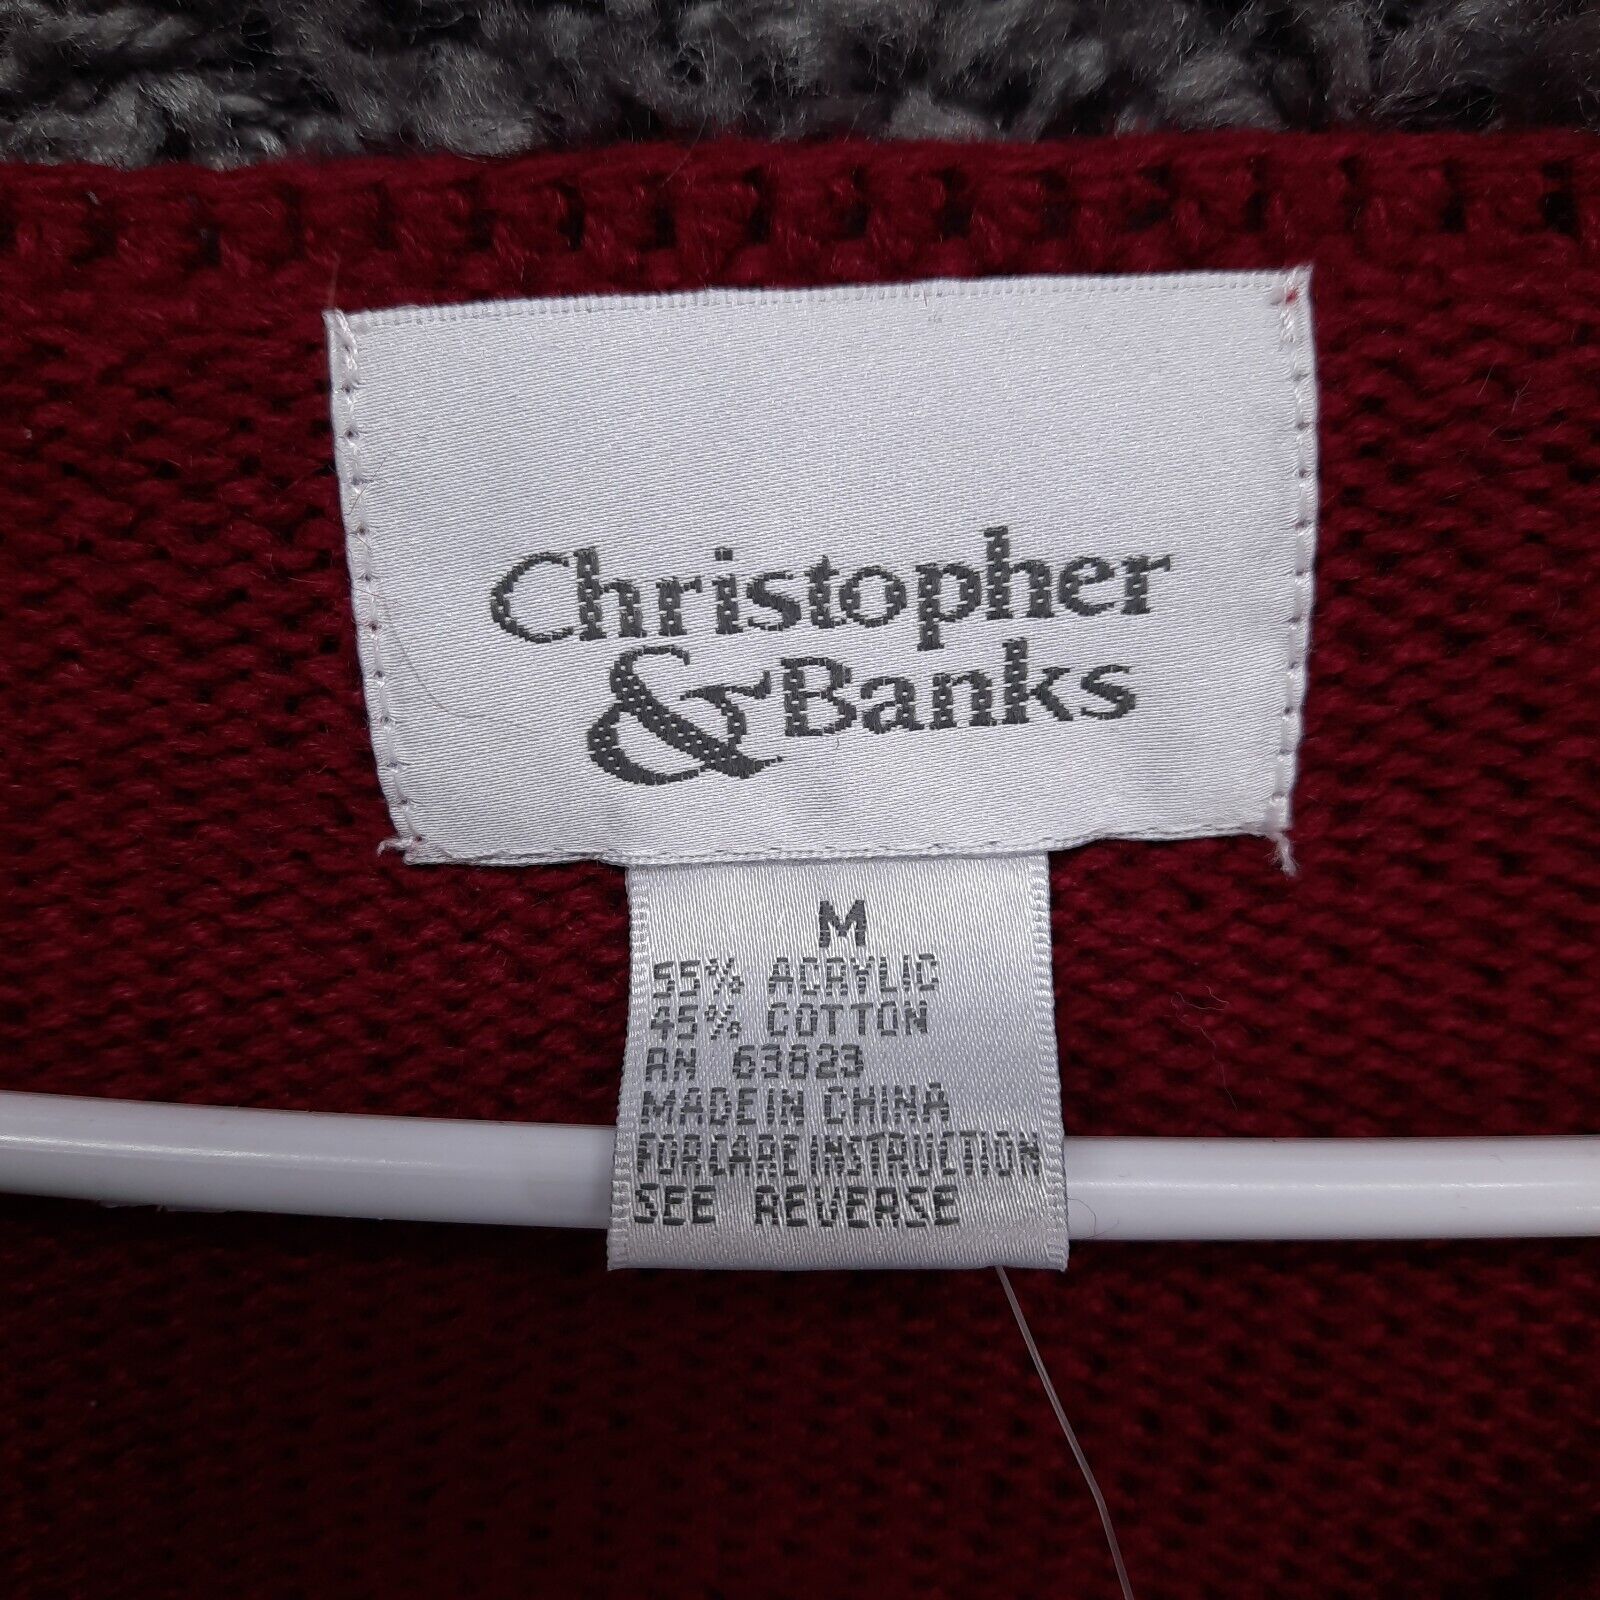 Christopher
& Banks
M
55% ACRYLIC
45% COTTON
RN 63823
MADE IN CHINA
FOR CARE INSTRUCTION
SEE REVERSE